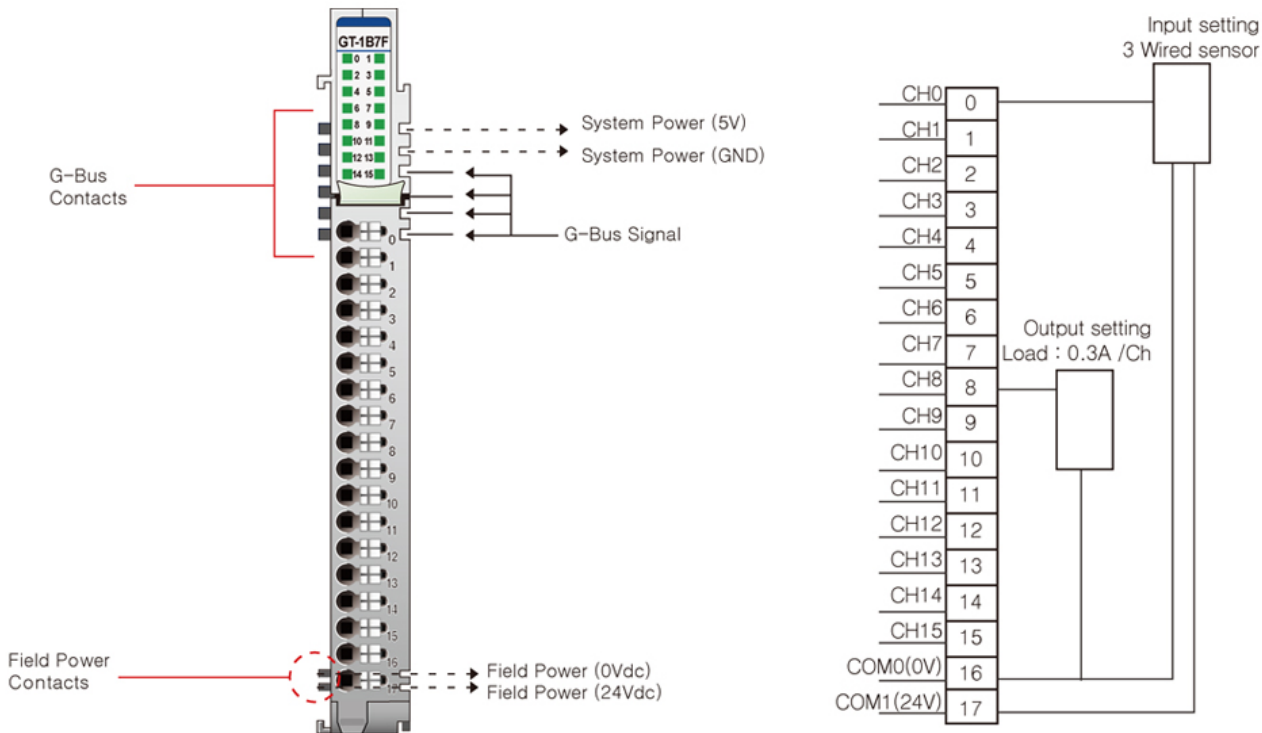 GT-1B7F
0 1
2 3
4 5
6 7
8 9
10 11
12 13
14 15
G-Bus
Contacts
System Power (5V)
System Power (GND)
G-Bus Signal
0
1
2
3
4
5
6
7
8
9
10
11
12
13
14
15
16
17
Field Power
Contacts
Field Power (0Vdc)
Field Power (24Vdc)
Input setting
3 Wired sensor
CH0 0
CH1 1
CH2 2
CH3 3
CH4 4
CH5 5
CH6 6
CH7 7
CH8 8
CH9 9
CH10 10
CH11 11
CH12 12
CH13 13
CH14 14
CH15 15
COM0(0V) 16
COM1(24V) 17
Output setting
Load : 0.3A /Ch